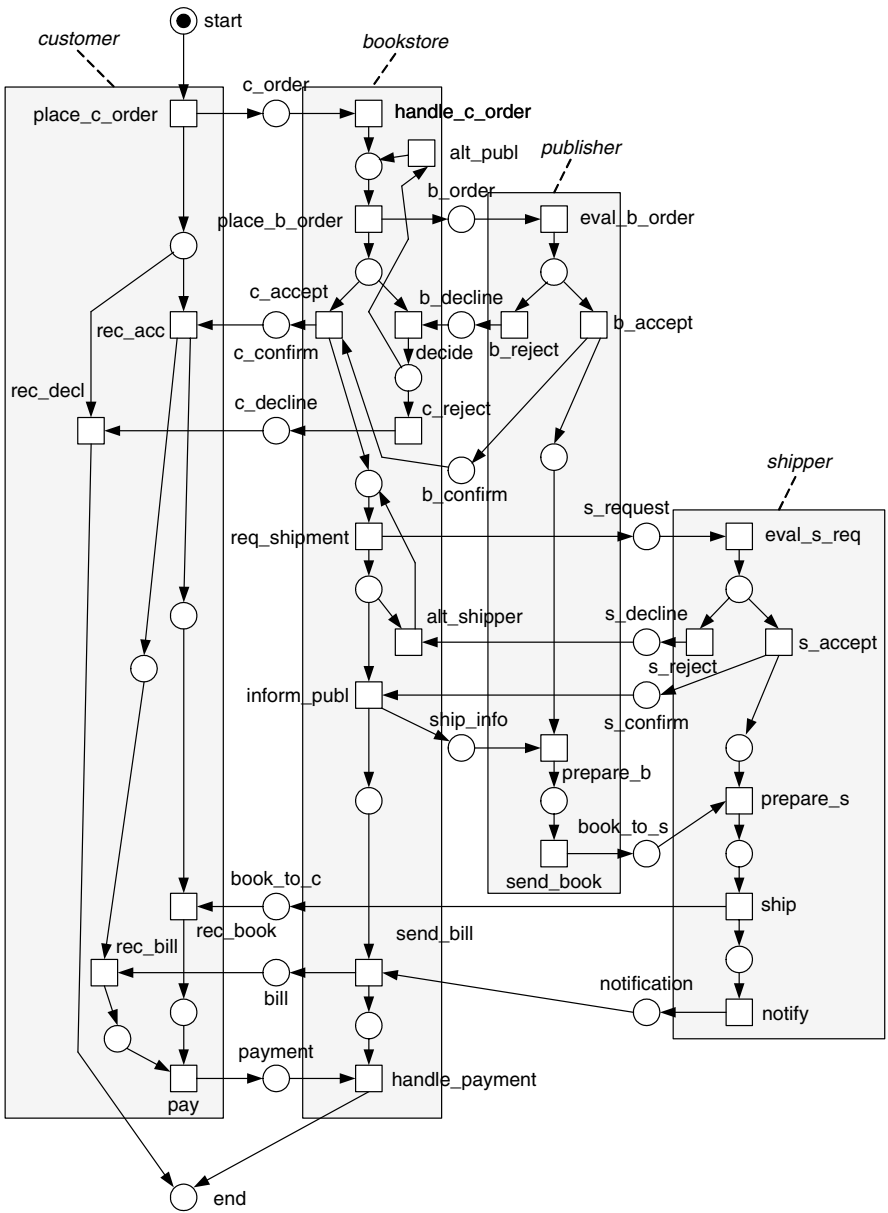 start
customer
bookstore
c_order
place_c_order
handle_c_order
alt_publ
publisher
b_order
place_b_order
eval_b_order
c_accept
b_decline
rec_acc
c_confirm
decide
b_reject
b_accept
rec_decl
c_decline
c_reject
shipper
b_confirm
s_request
req_shipment
eval_s_req
alt_shipper
s_decline
s_accept
s_reject
inform_publ
ship_info
s_confirm
prepare_b
prepare_s
book_to_s
book_to_c
send_book
ship
rec_book
send_bill
rec_bill
bill
notification
notify
payment
handle_payment
pay
end